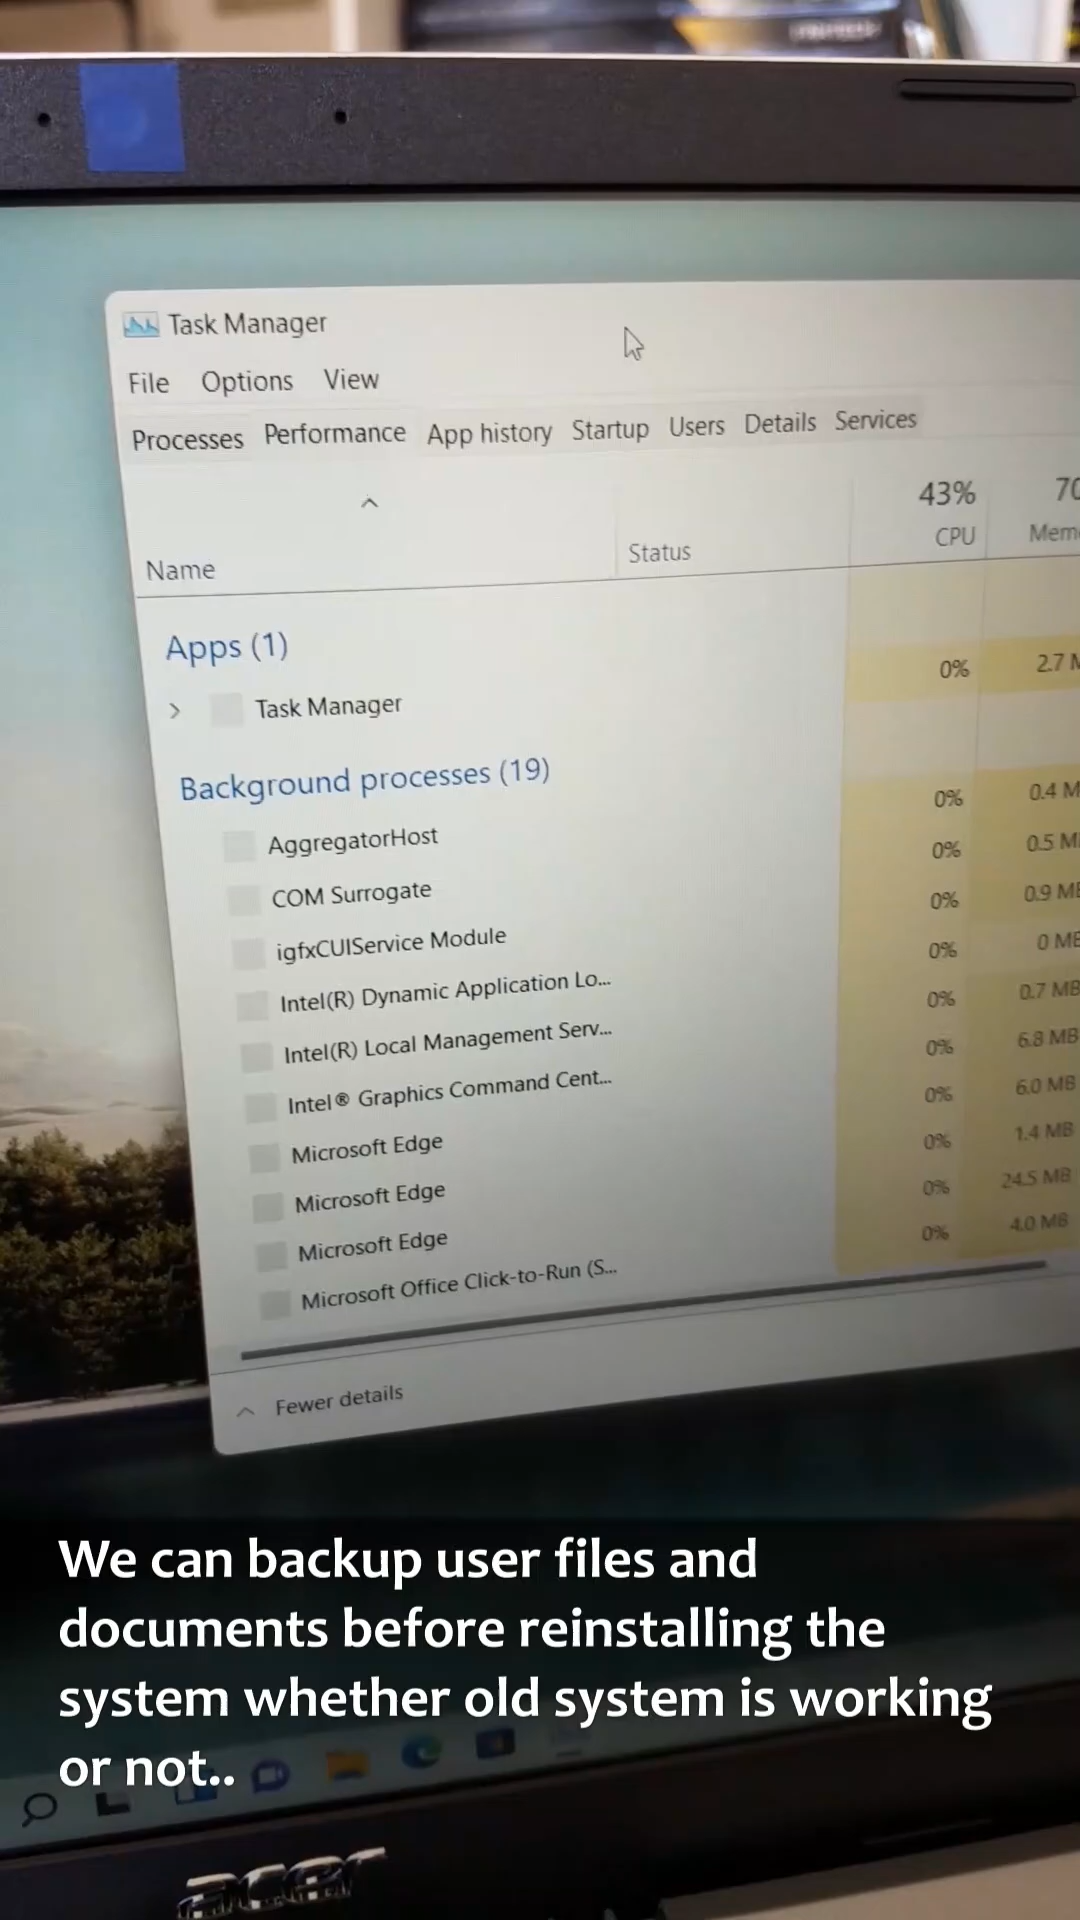 Task Manager
File Options View
Processes Performance App history Startup Users Details Services
43% 70
Name Status CPU Mem
Apps (1)
Task Manager 0% 2.7 M
Background processes (19)
AggregatorHost 0% 0.4 M
COM Surrogate 0% 0.5 M
igfxCUIService Module 0% 0.9 MB
Intel(R) Dynamic Application Lo... 0% 0 MB
Intel(R) Local Management Serv... 0% 0.7 MB
Intel® Graphics Command Cent... 0% 6.8 MB
Microsoft Edge 0% 6.0 MB
Microsoft Edge 0% 1.4 MB
Microsoft Edge 0% 24.5 MB
Microsoft Office Click-to-Run (S... 0% 4.0 MB
Fewer details
We can backup user files and
documents before reinstalling the
system whether old system is working
or not..
acer